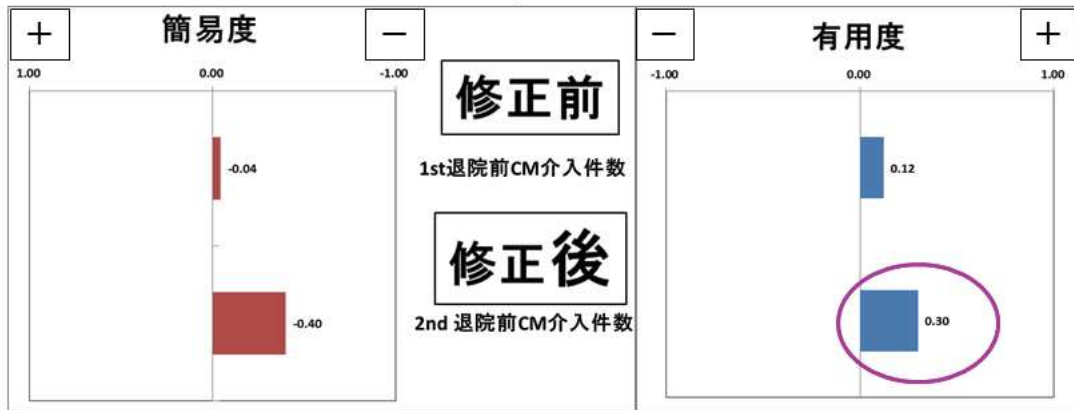 +
簡易度
−
1.00
0.00
-1.00
-0.04
-0.40
修正前
1st退院前CM介入件数
修正後
2nd 退院前CM介入件数
−
有用度
+
-1.00
0.00
1.00
0.12
0.30